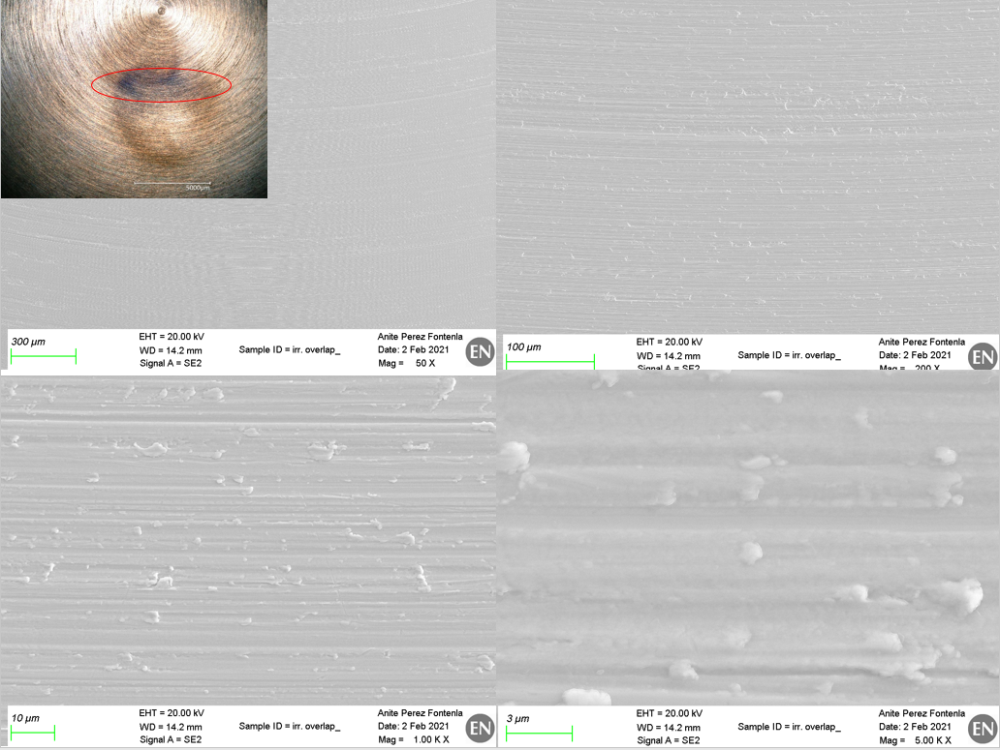 5000µm
300 µm
EHT = 20.00 kV
WD = 14.2 mm
Signal A = SE2
Sample ID = irr. overlap_
Anite Perez Fontenla
Date: 2 Feb 2021
Mag = 50 X
EN
100 µm
EHT = 20.00 kV
WD = 14.2 mm
Signal A = SE2
Sample ID = irr. overlap_
Anite Perez Fontenla
Date: 2 Feb 2021
Mag = 200 X
EN
10 µm
EHT = 20.00 kV
WD = 14.2 mm
Signal A = SE2
Sample ID = irr. overlap_
Anite Perez Fontenla
Date: 2 Feb 2021
Mag = 1.00 K X
EN
3 µm
EHT = 20.00 kV
WD = 14.2 mm
Signal A = SE2
Sample ID = irr. overlap_
Anite Perez Fontenla
Date: 2 Feb 2021
Mag = 5.00 K X
EN